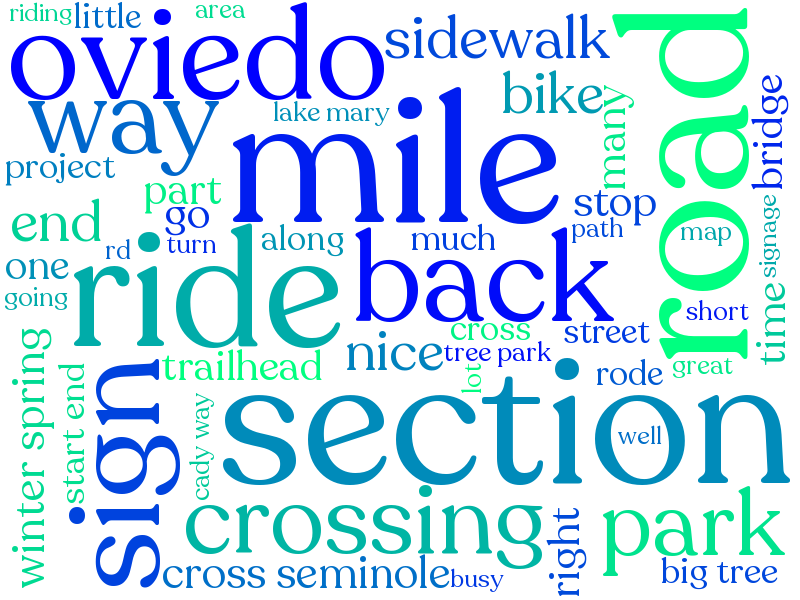 riding
little
area
oviedo
sidewalk
road
way
bike
mile
lake mary
many
bridge
project
part
stop
end
go
rd
turn
along
much
path
map
signage
one
going
ride
back
short
time
cross
street
nice
tree park
trailhead
lot
rode
great
winter spring
start end
sign
cady way
section
well
crossing
right
park
cross seminole
busy
big tree